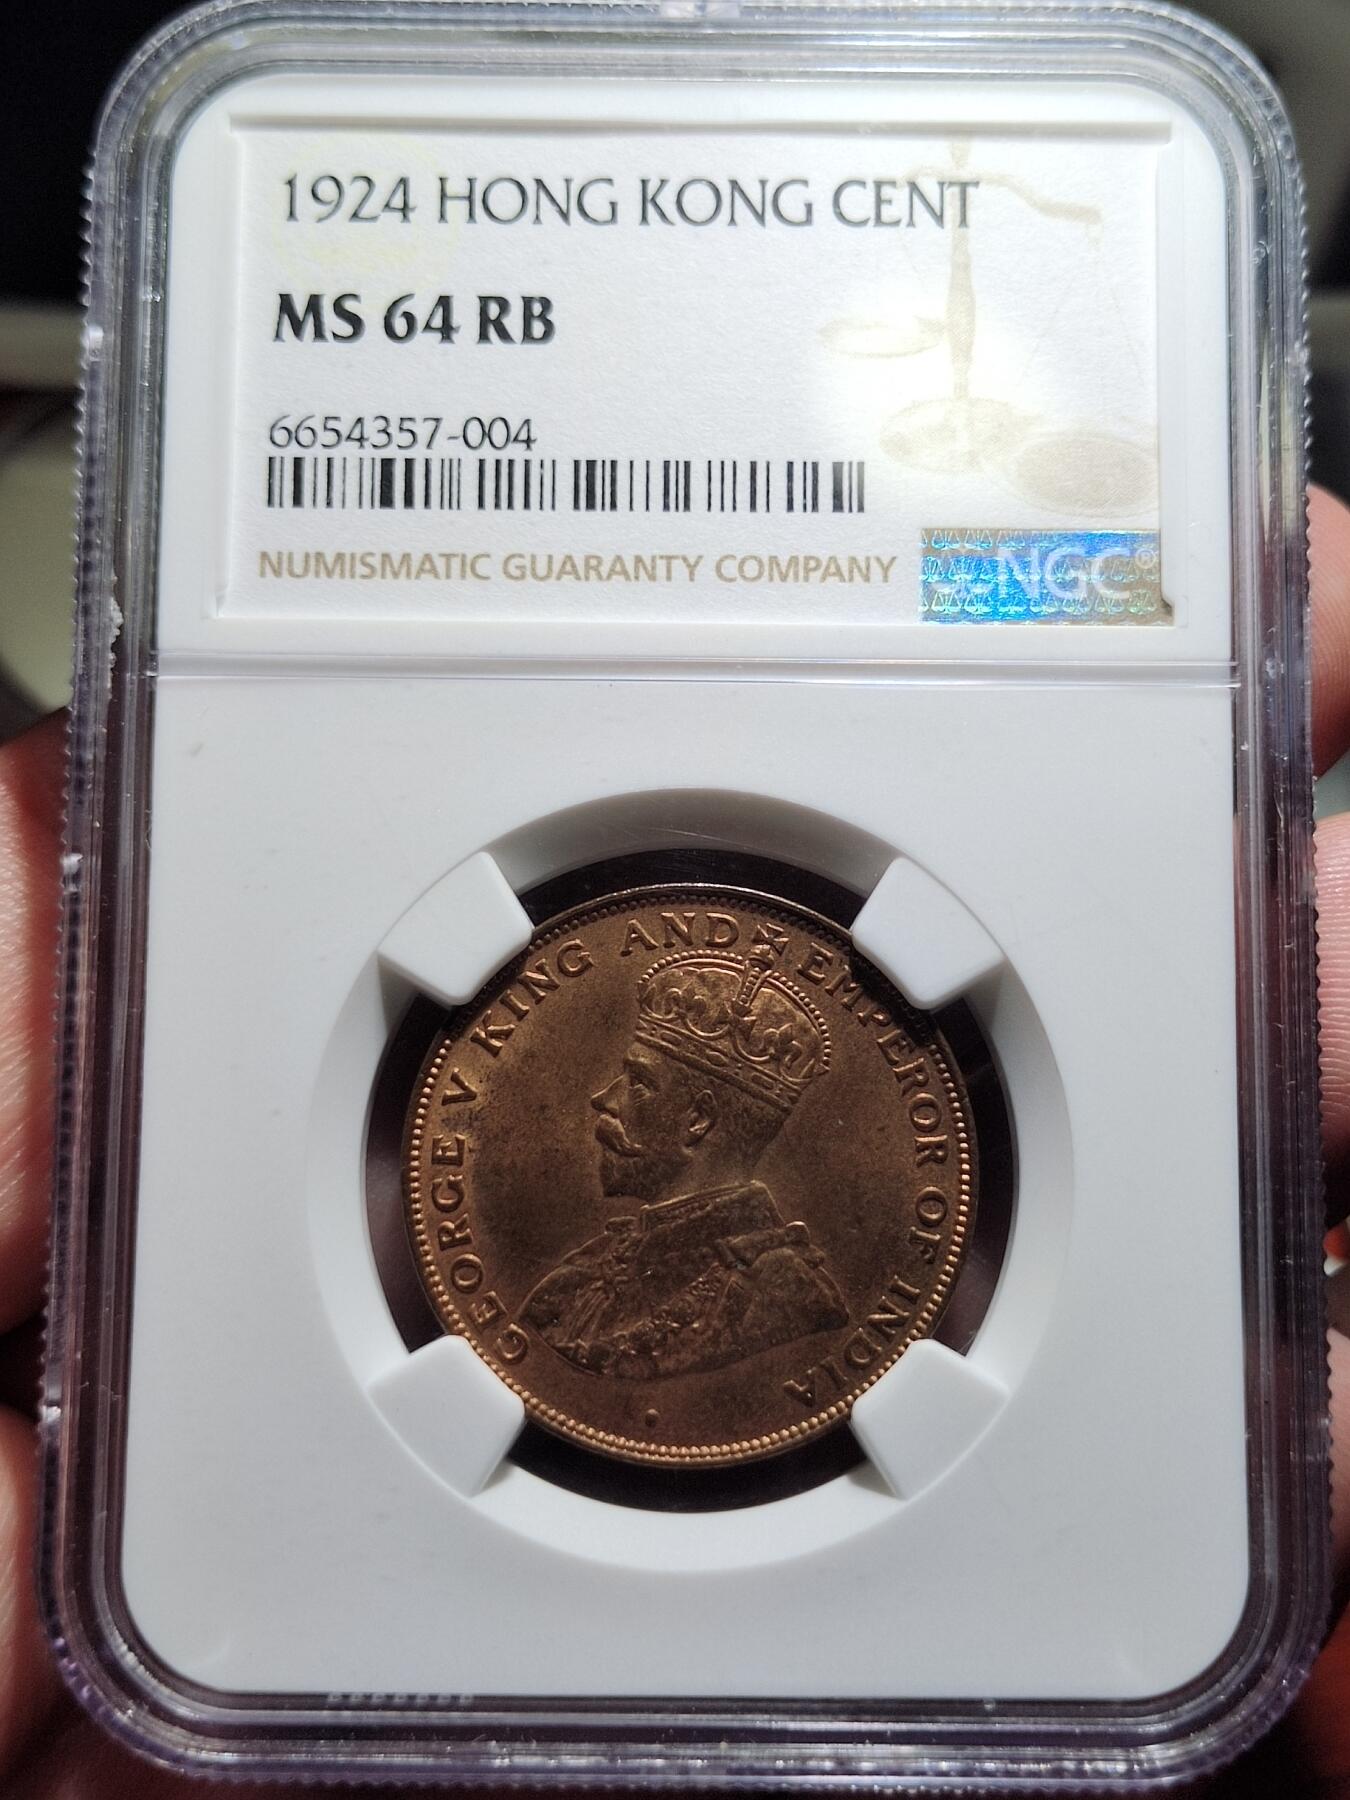 1924 HONG KONG CENT
MS 64 RB
6654357-004
NUMISMATIC GUARANTY COMPANY
NGC®
GEORGE V KING AND EMPEROR OF INDIA